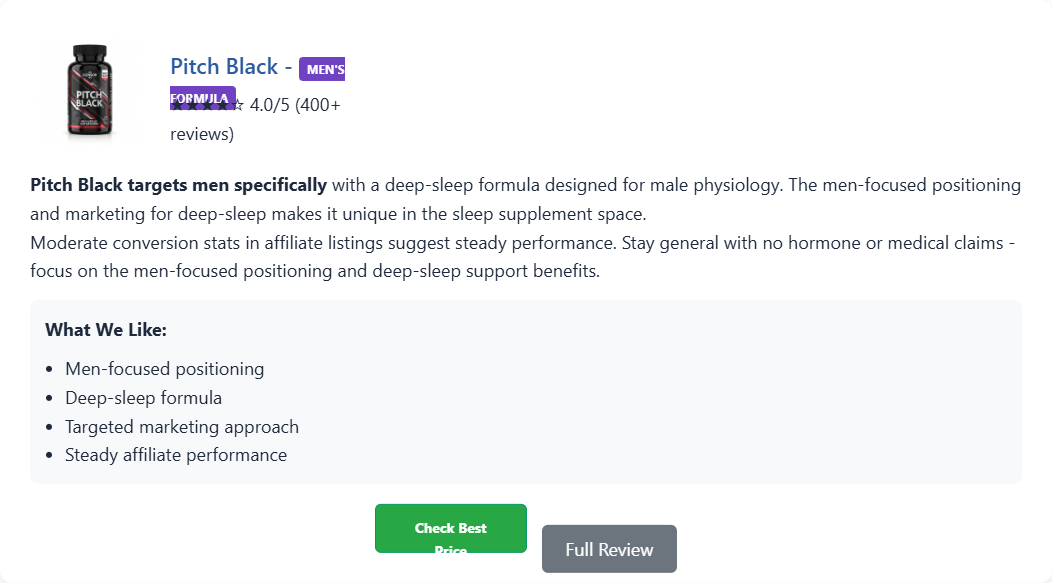 Pitch Black - MEN'S
FORMULA ★★★★☆ 4.0/5 (400+
reviews)
PITCH
BLACK
Pitch Black targets men specifically with a deep-sleep formula designed for male physiology. The men-focused positioning
and marketing for deep-sleep makes it unique in the sleep supplement space.
Moderate conversion stats in affiliate listings suggest steady performance. Stay general with no hormone or medical claims -
focus on the men-focused positioning and deep-sleep support benefits.
What We Like:
• Men-focused positioning
• Deep-sleep formula
• Targeted marketing approach
• Steady affiliate performance
Check Best
Price
Full Review